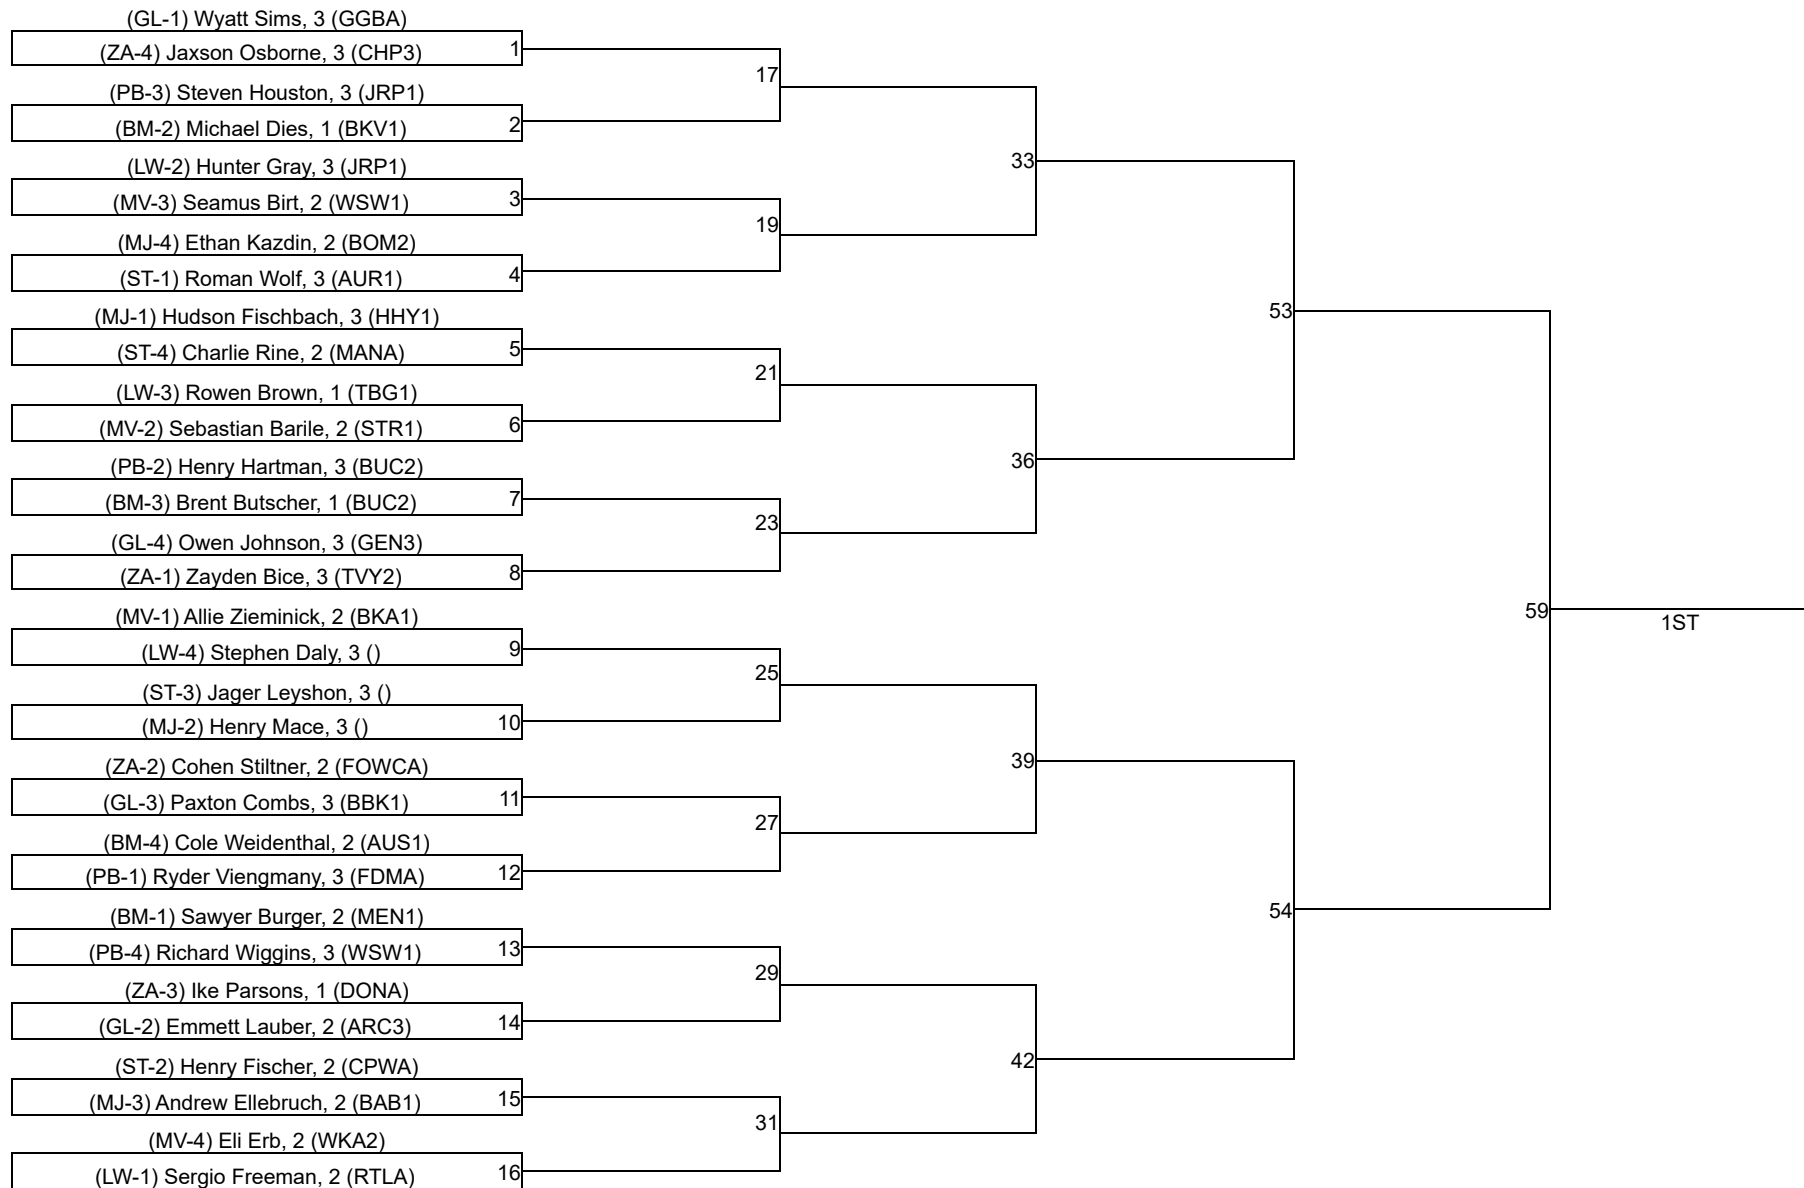 (GL-1) Wyatt Sims, 3 (GGBA)
(ZA-4) Jaxson Osborne, 3 (CHP3)
1
17
(PB-3) Steven Houston, 3 (JRP1)
(BM-2) Michael Dies, 1 (BKV1)
2
(LW-2) Hunter Gray, 3 (JRP1)
33
(MV-3) Seamus Birt, 2 (WSW1)
3
19
(MJ-4) Ethan Kazdin, 2 (BOM2)
(ST-1) Roman Wolf, 3 (AUR1)
4
(MJ-1) Hudson Fischbach, 3 (HHY1)
53
(ST-4) Charlie Rine, 2 (MANA)
5
21
(LW-3) Rowen Brown, 1 (TBG1)
(MV-2) Sebastian Barile, 2 (STR1)
6
(PB-2) Henry Hartman, 3 (BUC2)
36
(BM-3) Brent Butscher, 1 (BUC2)
7
23
(GL-4) Owen Johnson, 3 (GEN3)
(ZA-1) Zayden Bice, 3 (TVY2)
8
(MV-1) Allie Zieminick, 2 (BKA1)
59
1ST
(LW-4) Stephen Daly, 3 ()
9
25
(ST-3) Jager Leyshon, 3 ()
(MJ-2) Henry Mace, 3 ()
10
(ZA-2) Cohen Stiltner, 2 (FOWCA)
39
(GL-3) Paxton Combs, 3 (BBK1)
11
27
(BM-4) Cole Weidenthal, 2 (AUS1)
(PB-1) Ryder Viengmany, 3 (FDMA)
12
(BM-1) Sawyer Burger, 2 (MEN1)
54
(PB-4) Richard Wiggins, 3 (WSW1)
13
29
(ZA-3) Ike Parsons, 1 (DONA)
(GL-2) Emmett Lauber, 2 (ARC3)
14
(ST-2) Henry Fischer, 2 (CPWA)
42
(MJ-3) Andrew Ellebruch, 2 (BAB1)
15
31
(MV-4) Eli Erb, 2 (WKA2)
(LW-1) Sergio Freeman, 2 (RTLA)
16